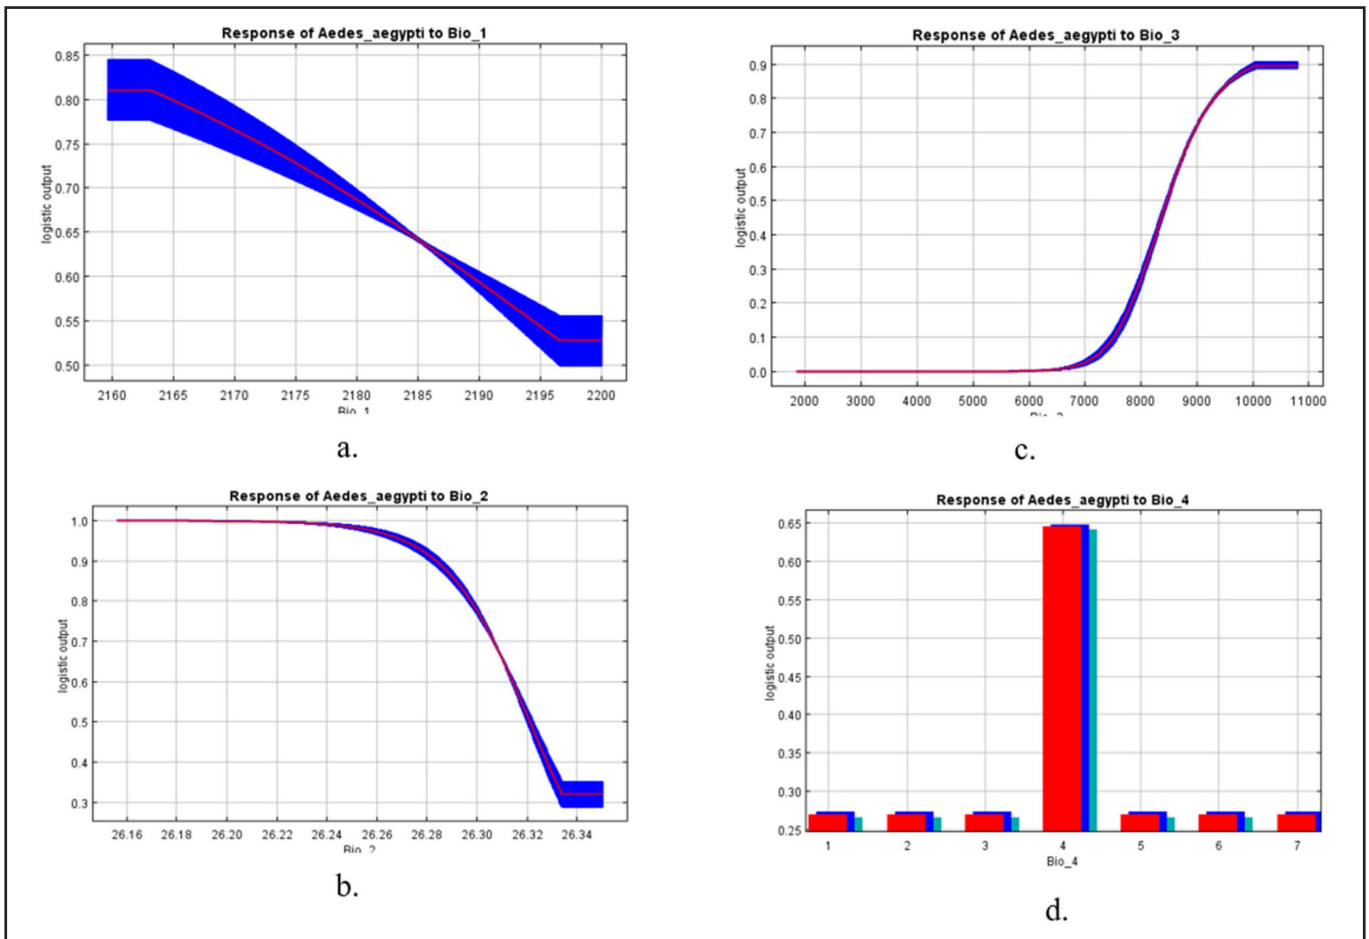 Response of Aedes_aegypti to Bio_1
logistic output
0.85
0.80
0.75
0.70
0.65
0.60
0.55
0.50
2160 2165 2170 2175 2180 2185 2190 2195 2200
Bio_1
a.
Response of Aedes_aegypti to Bio_3
logistic output
0.9
0.8
0.7
0.6
0.5
0.4
0.3
0.2
0.1
0.0
2000 3000 4000 5000 6000 7000 8000 9000 10000 11000
c.
Response of Aedes_aegypti to Bio_2
logistic output
1.0
0.9
0.8
0.7
0.6
0.5
0.4
0.3
26.16 26.18 26.20 26.22 26.24 26.26 26.28 26.30 26.32 26.34
Bio_2
b.
Response of Aedes_aegypti to Bio_4
logistic output
0.65
0.60
0.55
0.50
0.45
0.40
0.35
0.30
0.25
1 2 3 4 5 6 7
Bio_4
d.